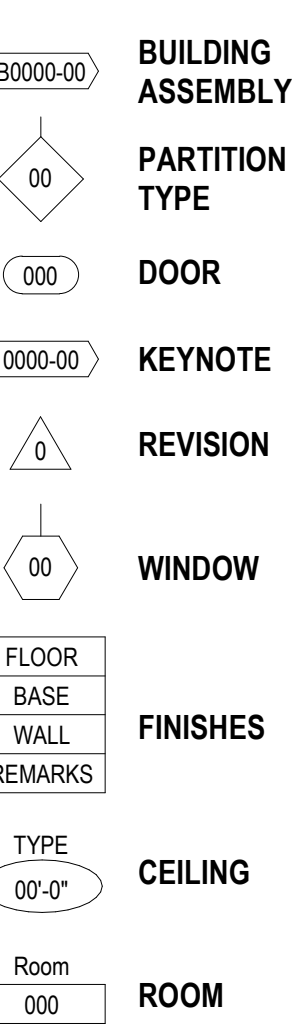 B0000-00
BUILDING
ASSEMBLY
00
PARTITION
TYPE
000
DOOR
0000-00
KEYNOTE
0
REVISION
00
WINDOW
FLOOR
BASE
WALL
REMARKS
FINISHES
TYPE
00'-0"
CEILING
Room
000
ROOM